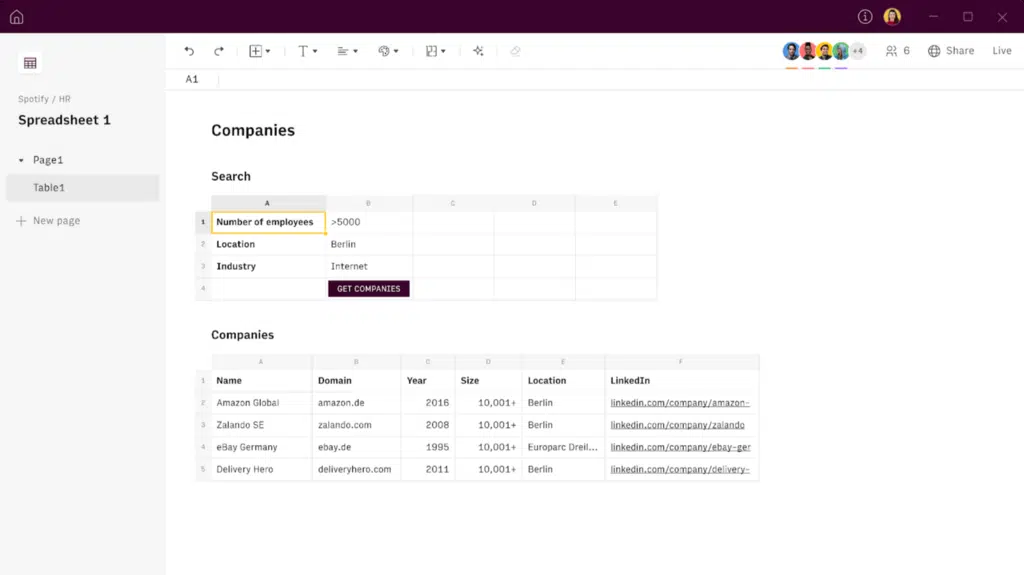 +4 6 Share Live
A1
Spotify / HR
Spreadsheet 1
Page1
Table1
New page
Companies
Search
A B C D E
1 Number of employees >5000
2 Location Berlin
3 Industry Internet
4 GET COMPANIES
Companies
A B C D E F
1 Name Domain Year Size Location LinkedIn
2 Amazon Global amazon.de 2016 10,001+ Berlin linkedin.com/company/amazon-
3 Zalando SE zalando.com 2008 10,001+ Berlin linkedin.com/company/zalando
4 eBay Germany ebay.de 1995 10,001+ Europarc Dreil... linkedin.com/company/ebay-ger
5 Delivery Hero deliveryhero.com 2011 10,001+ Berlin linkedin.com/company/delivery-